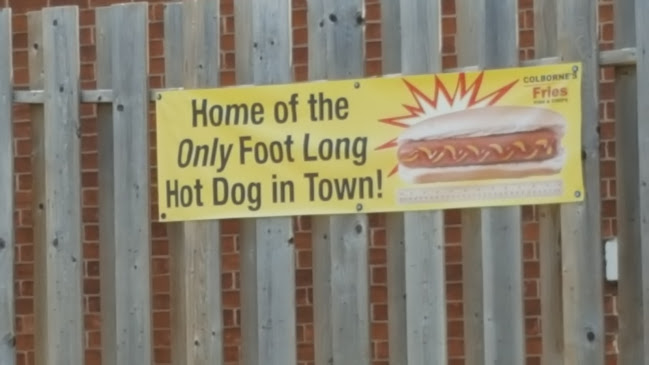 Home of the
Only Foot Long
Hot Dog in Town!
COLBORNE'S
Fries